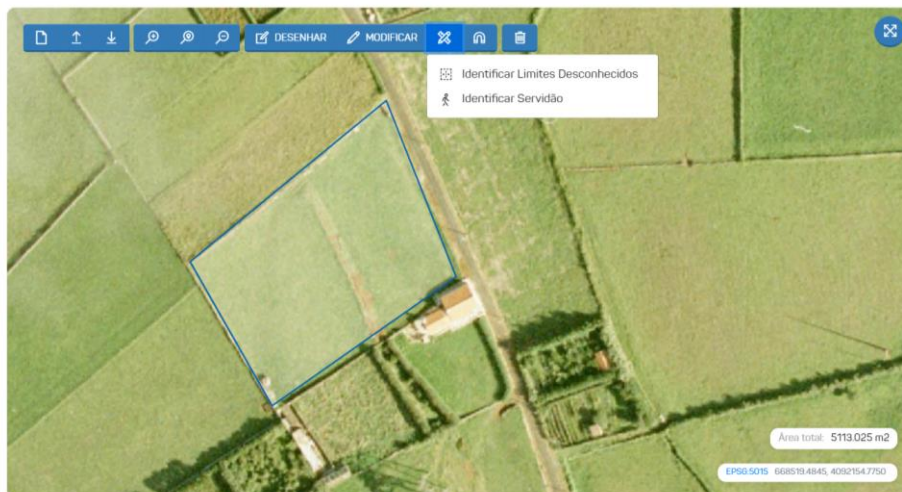 DESENHAR MODIFICAR
Identificar Limites Desconhecidos
Identificar Servidão
Área total: 5113.025 m2
EPSG:5015 668519.4845, 4092154.7750